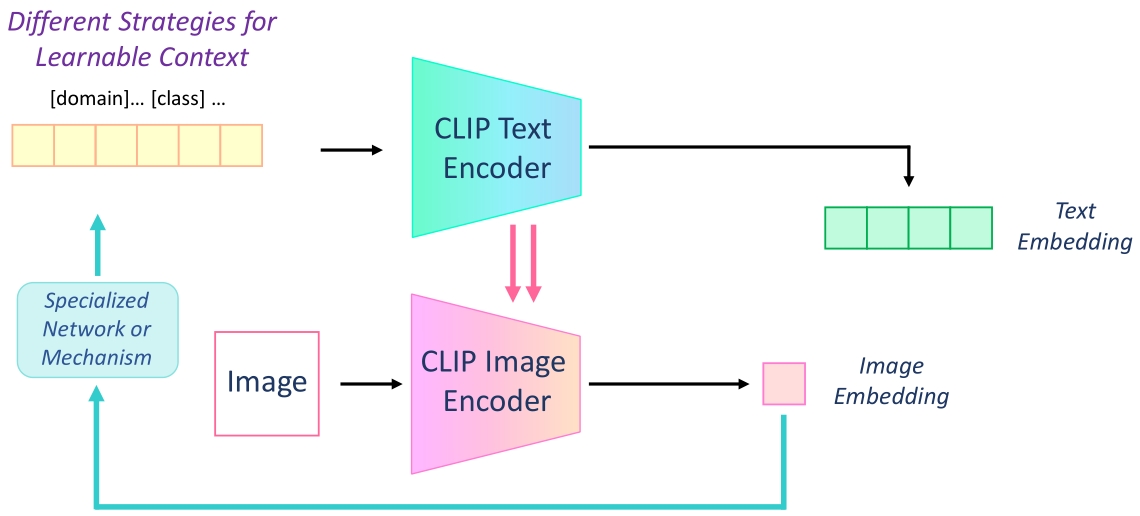 Different Strategies for
Learnable Context
[domain]... [class] ...
CLIP Text
Encoder
Text
Embedding
Specialized
Network or
Mechanism
Image
CLIP Image
Encoder
Image
Embedding